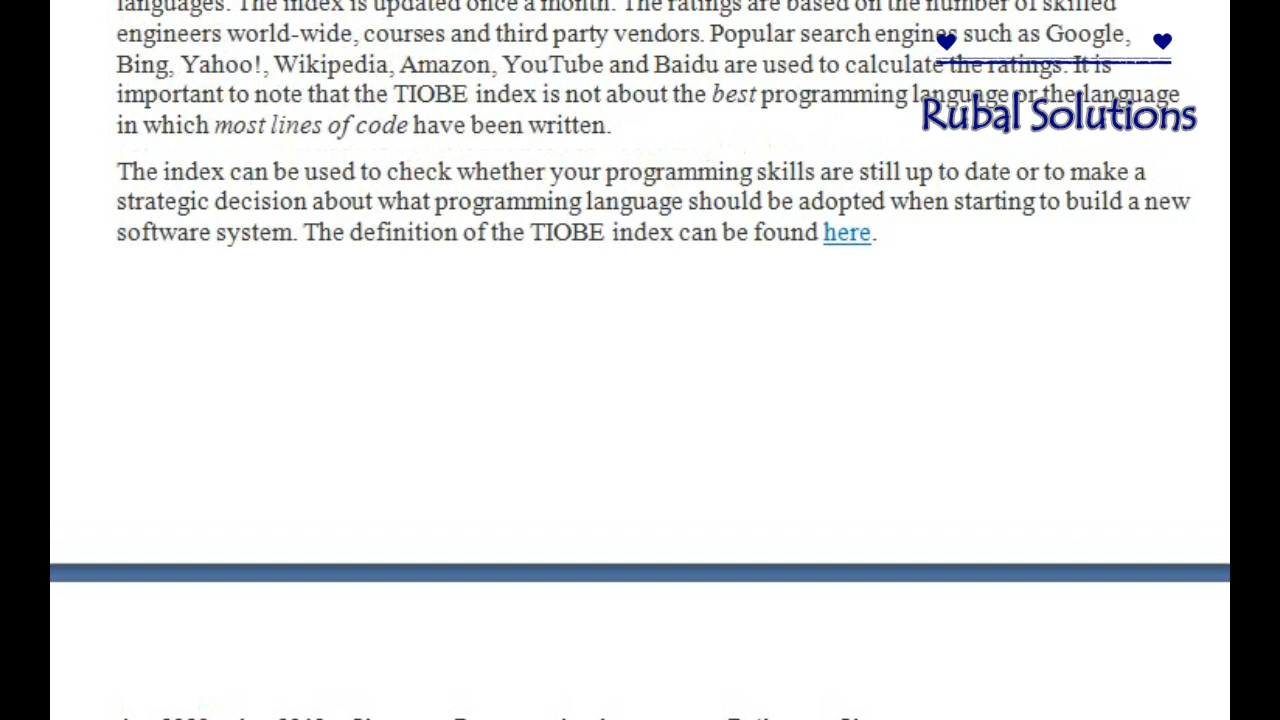 languages. The index is updated once a month. The ratings are based on the number of skilled
engineers world-wide, courses and third party vendors. Popular search engines such as Google,
Bing, Yahoo!, Wikipedia, Amazon, YouTube and Baidu are used to calculate the ratings. It is
important to note that the TIOBE index is not about the best programming language or the language
in which most lines of code have been written.
Rubal Solutions
The index can be used to check whether your programming skills are still up to date or to make a
strategic decision about what programming language should be adopted when starting to build a new
software system. The definition of the TIOBE index can be found here.